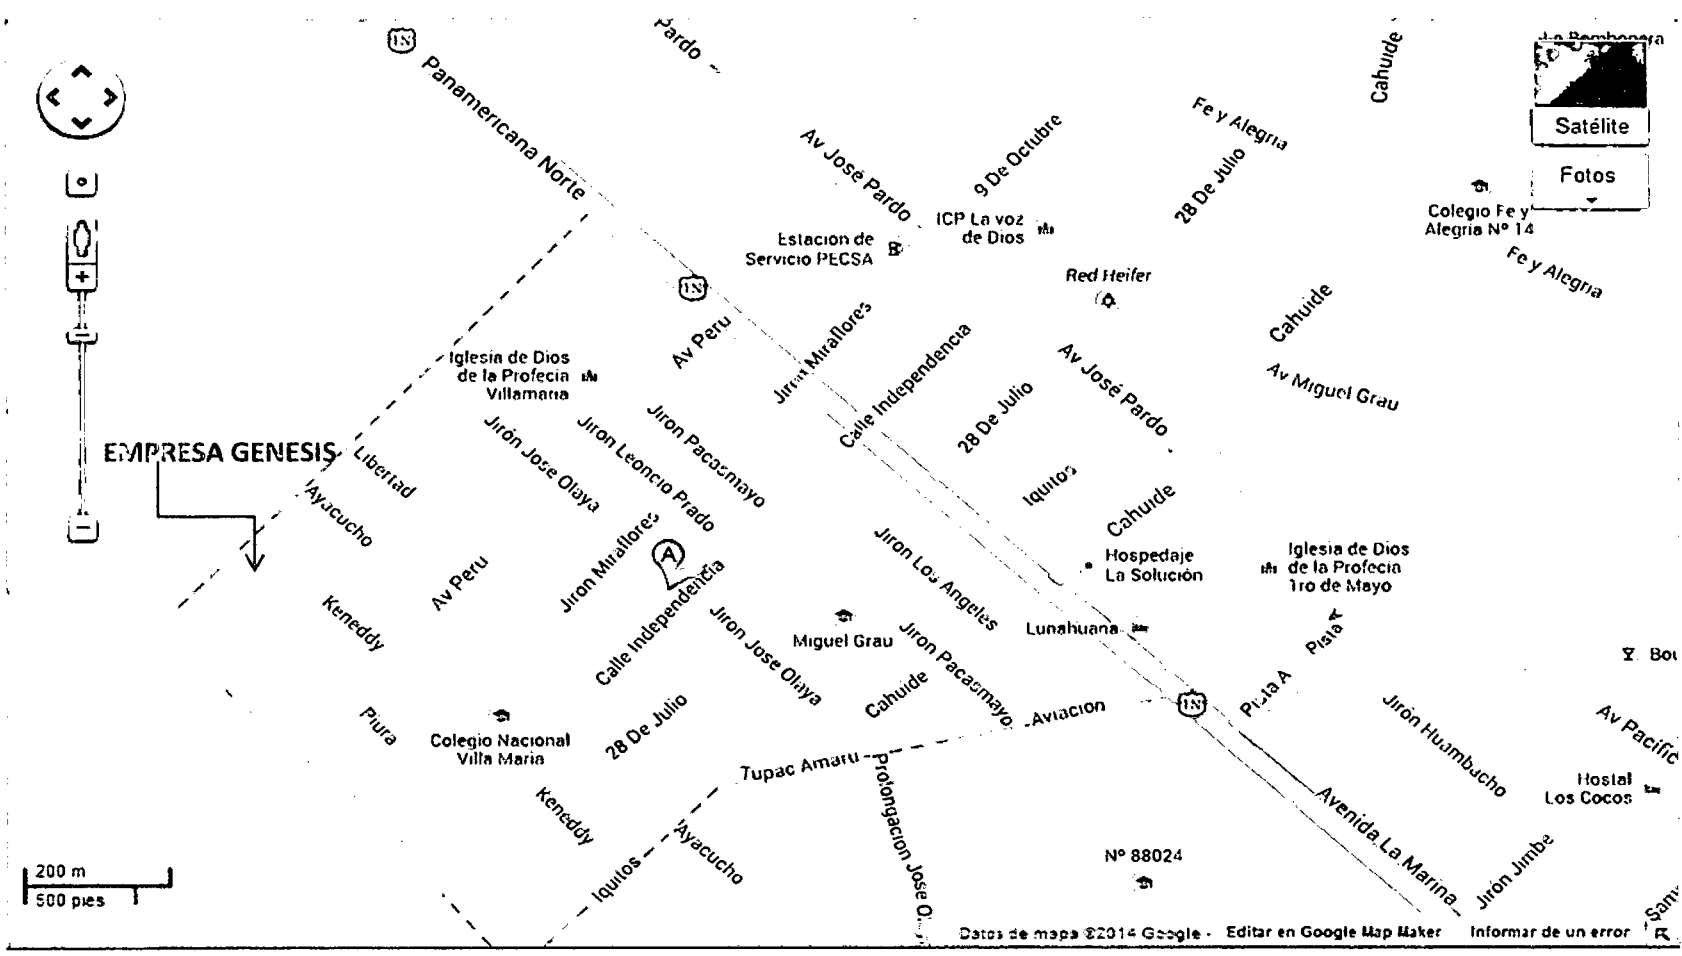 1N
Pardo
Panamericana Norte
Cahuide
Fe y Alegria
9 De Octubre
Av José Pardo
28 De Julio
Satélite
Fotos
Colegio Fe y
Alegria Nº 14
Fe y Alegria
ICP La voz
de Dios
Estacion de
Servicio PECSA
Red Heifer
1N
Av Peru
Jiron Miraflores
Calle Independencia
Cahuide
Av José Pardo
Av Miguel Grau
28 De Julio
Iglesia de Dios
de la Profecia
Villamaria
Jirón Jose Olaya
Jiron Leoncio Prado
Jiron Pacasmayo
EMPRESA GENESIS
Libertad
Ayacucho
Iquitos
Cahuide
Jiron Miraflores
A
Calle Independencia
Av Peru
Keneddy
Jiron Los Angeles
Hospedaje
La Solución
Iglesia de Dios
de la Profecia
1ro de Mayo
Jiron Jose Olaya
Miguel Grau
Jiron Pacasmayo
Lunahuana
Pista A
Pista A
Cahuide
Aviacion
1N
Bou
Piura
Colegio Nacional
Villa Maria
28 De Julio
Tupac Amaru
Jirón Huambacho
Av Pacific
Hostal
Los Cocos
Keneddy
Ayacucho
Iquitos
Prolongacion Jose O.
Nº 88024
Avenida La Marina
Jirón Jimbe
200 m
500 pies
Datos de mapa ©2014 Google -
Editar en Google Map Maker
Informar de un error